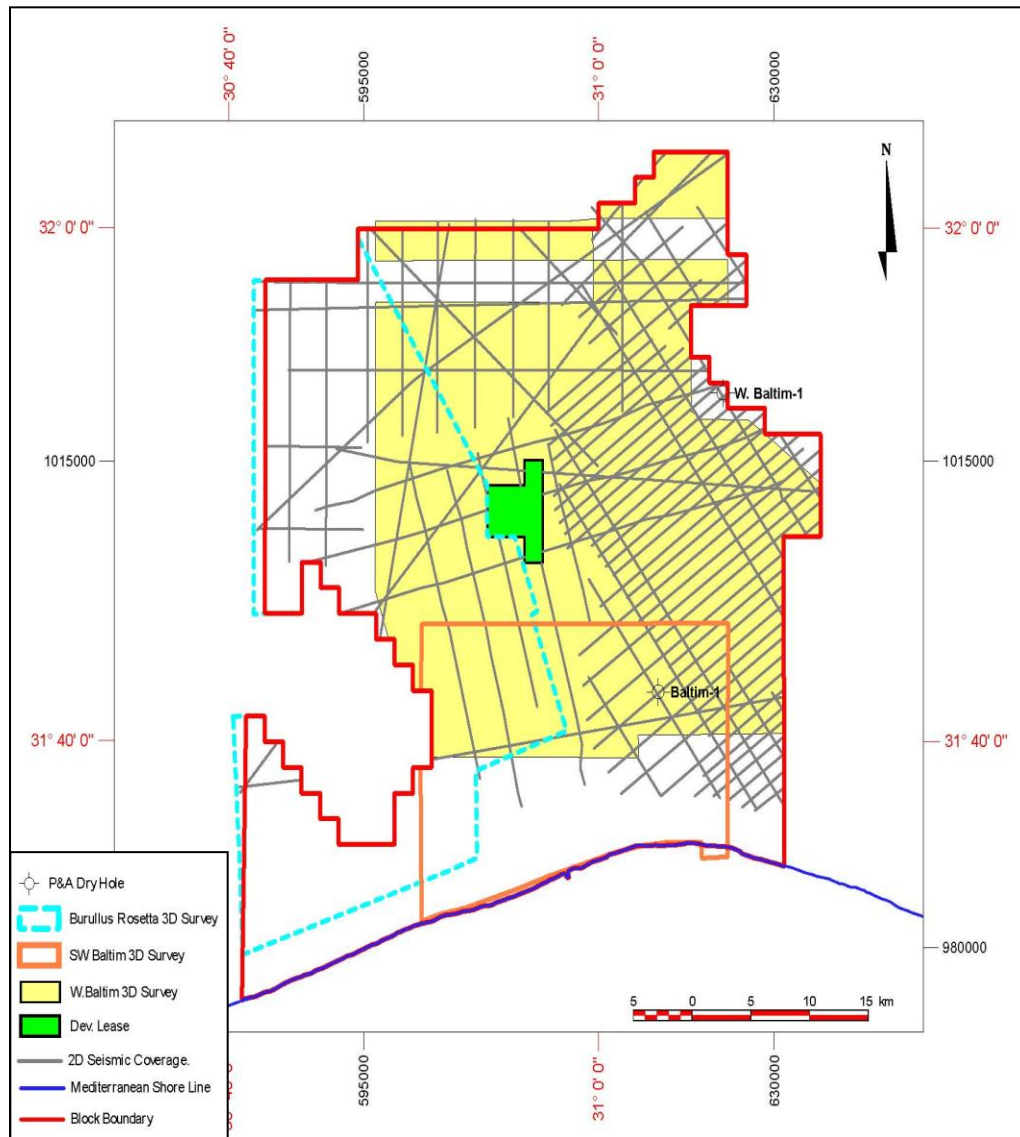 30° 40' 0"
595000
31° 0' 0"
630000
N
32° 0' 0"
32° 0' 0"
W. Baltim-1
1015000
1015000
Baltim-1
31° 40' 0"
31° 40' 0"
P&A Dry Hole
Burullus Rosetta 3D Survey
SW Baltim 3D Survey
W.Baltim 3D Survey
Dev. Lease
2D Seismic Coverage.
Mediterranean Shore Line
Block Boundary
980000
5 0 5 10 15 km
595000
31° 0' 0"
630000